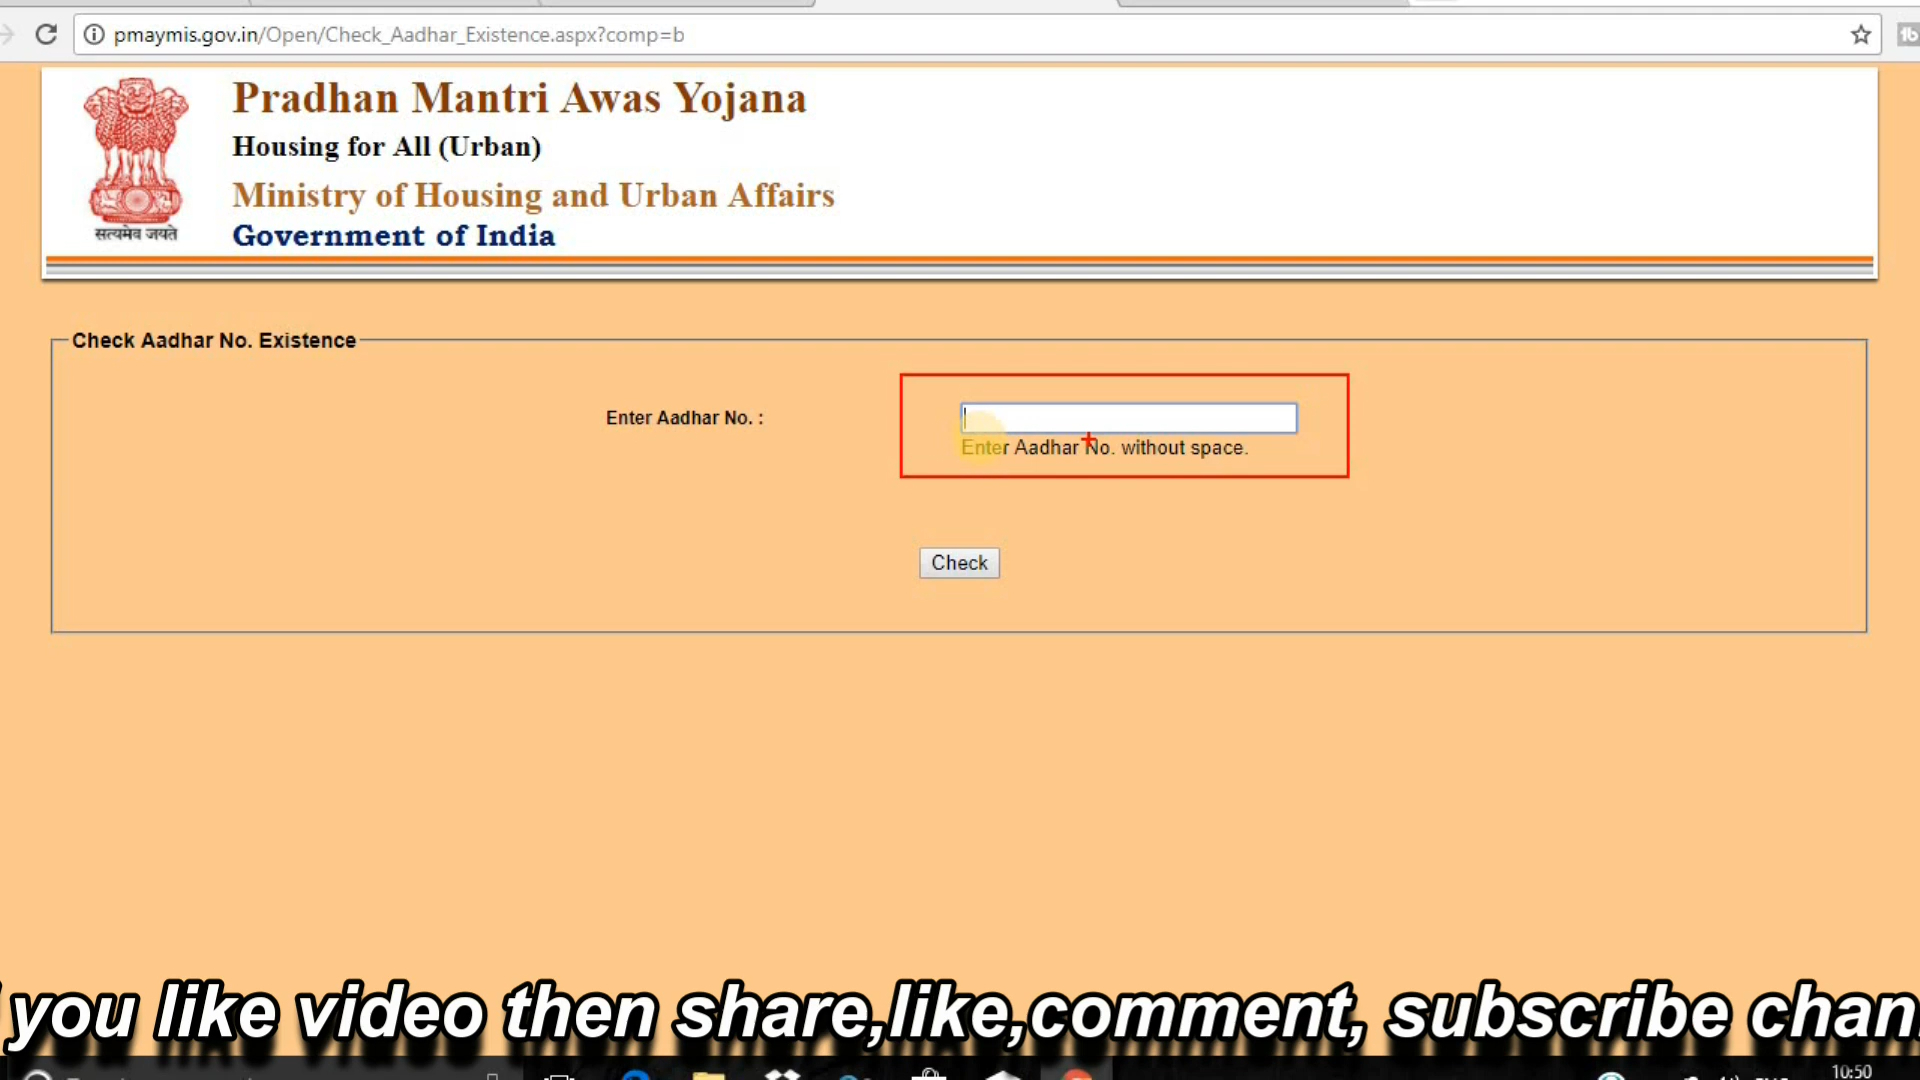 pmaymis.gov.in/Open/Check_Aadhar_Existence.aspx?comp=b
Pradhan Mantri Awas Yojana
Housing for All (Urban)
Ministry of Housing and Urban Affairs
Government of India
सत्यमेव जयते
Check Aadhar No. Existence
Enter Aadhar No. :
Enter Aadhar No. without space.
Check
you like video then share,like,comment, subscribe chan
10:50